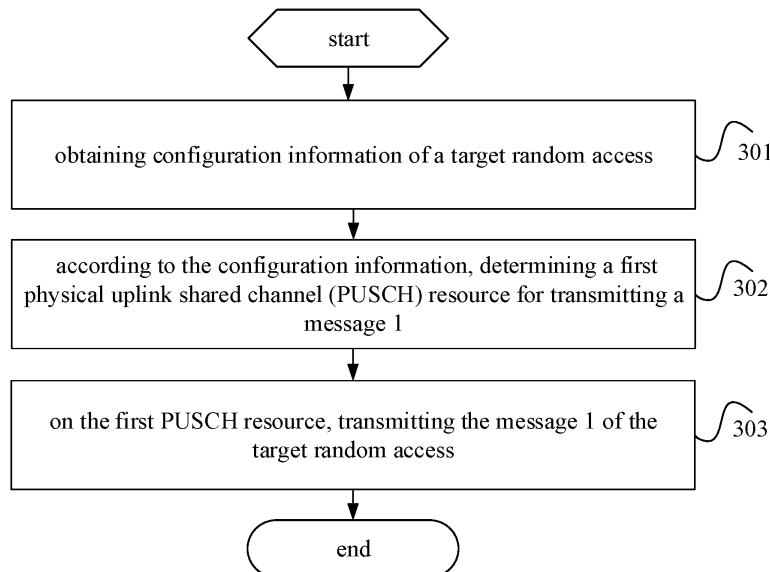 start
obtaining configuration information of a target random access
301
according to the configuration information, determining a first
physical uplink shared channel (PUSCH) resource for transmitting a
message 1
302
on the first PUSCH resource, transmitting the message 1 of the
target random access
303
end